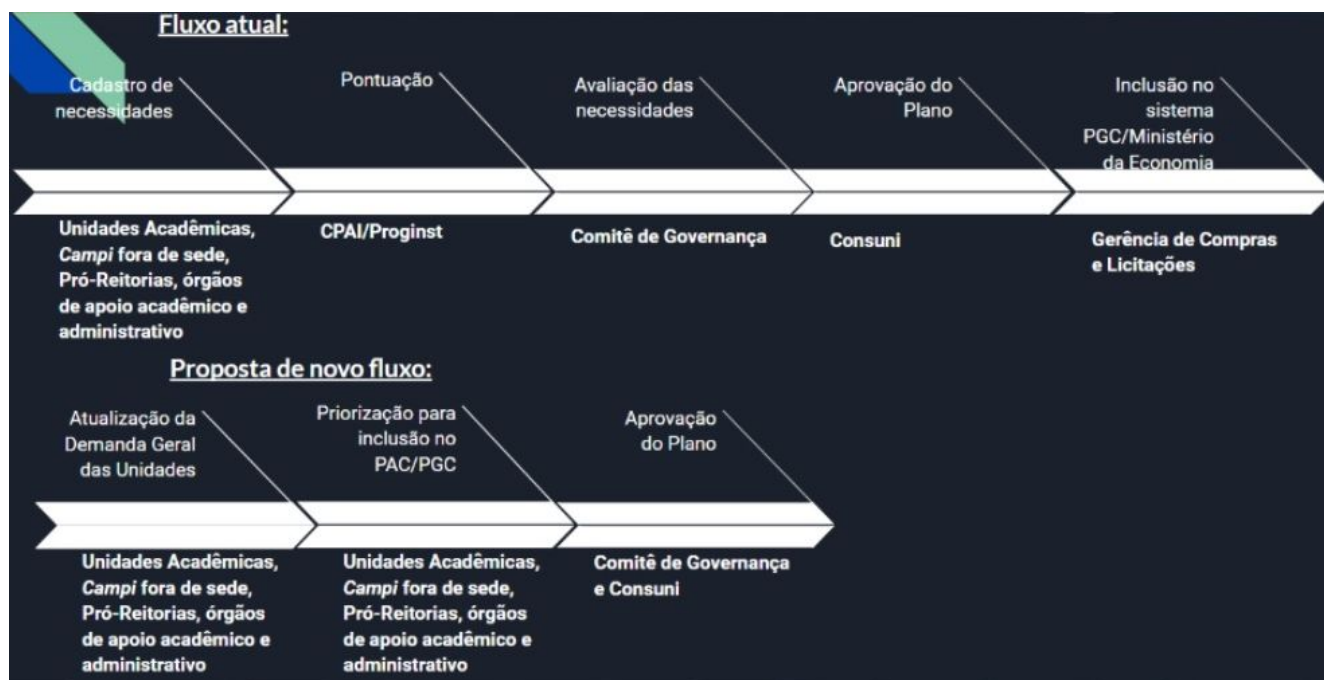 Fluxo atual:
Cadastro de
necessidades
Pontuação
Avaliação das
necessidades
Aprovação do
Plano
Inclusão no
sistema
PGC/Ministério
da Economia
Unidades Acadêmicas,
Campi fora de sede,
Pró-Reitorias, órgãos
de apoio acadêmico e
administrativo
CPAI/Proginst
Comitê de Governança
Consuni
Gerência de Compras
e Licitações
Proposta de novo fluxo:
Atualização da
Demanda Geral
das Unidades
Priorização para
inclusão no
PAC/PGC
Aprovação
do Plano
Unidades Acadêmicas,
Campi fora de sede,
Pró-Reitorias, órgãos
de apoio acadêmico e
administrativo
Unidades Acadêmicas,
Campi fora de sede,
Pró-Reitorias, órgãos
de apoio acadêmico e
administrativo
Comitê de Governança
e Consuni